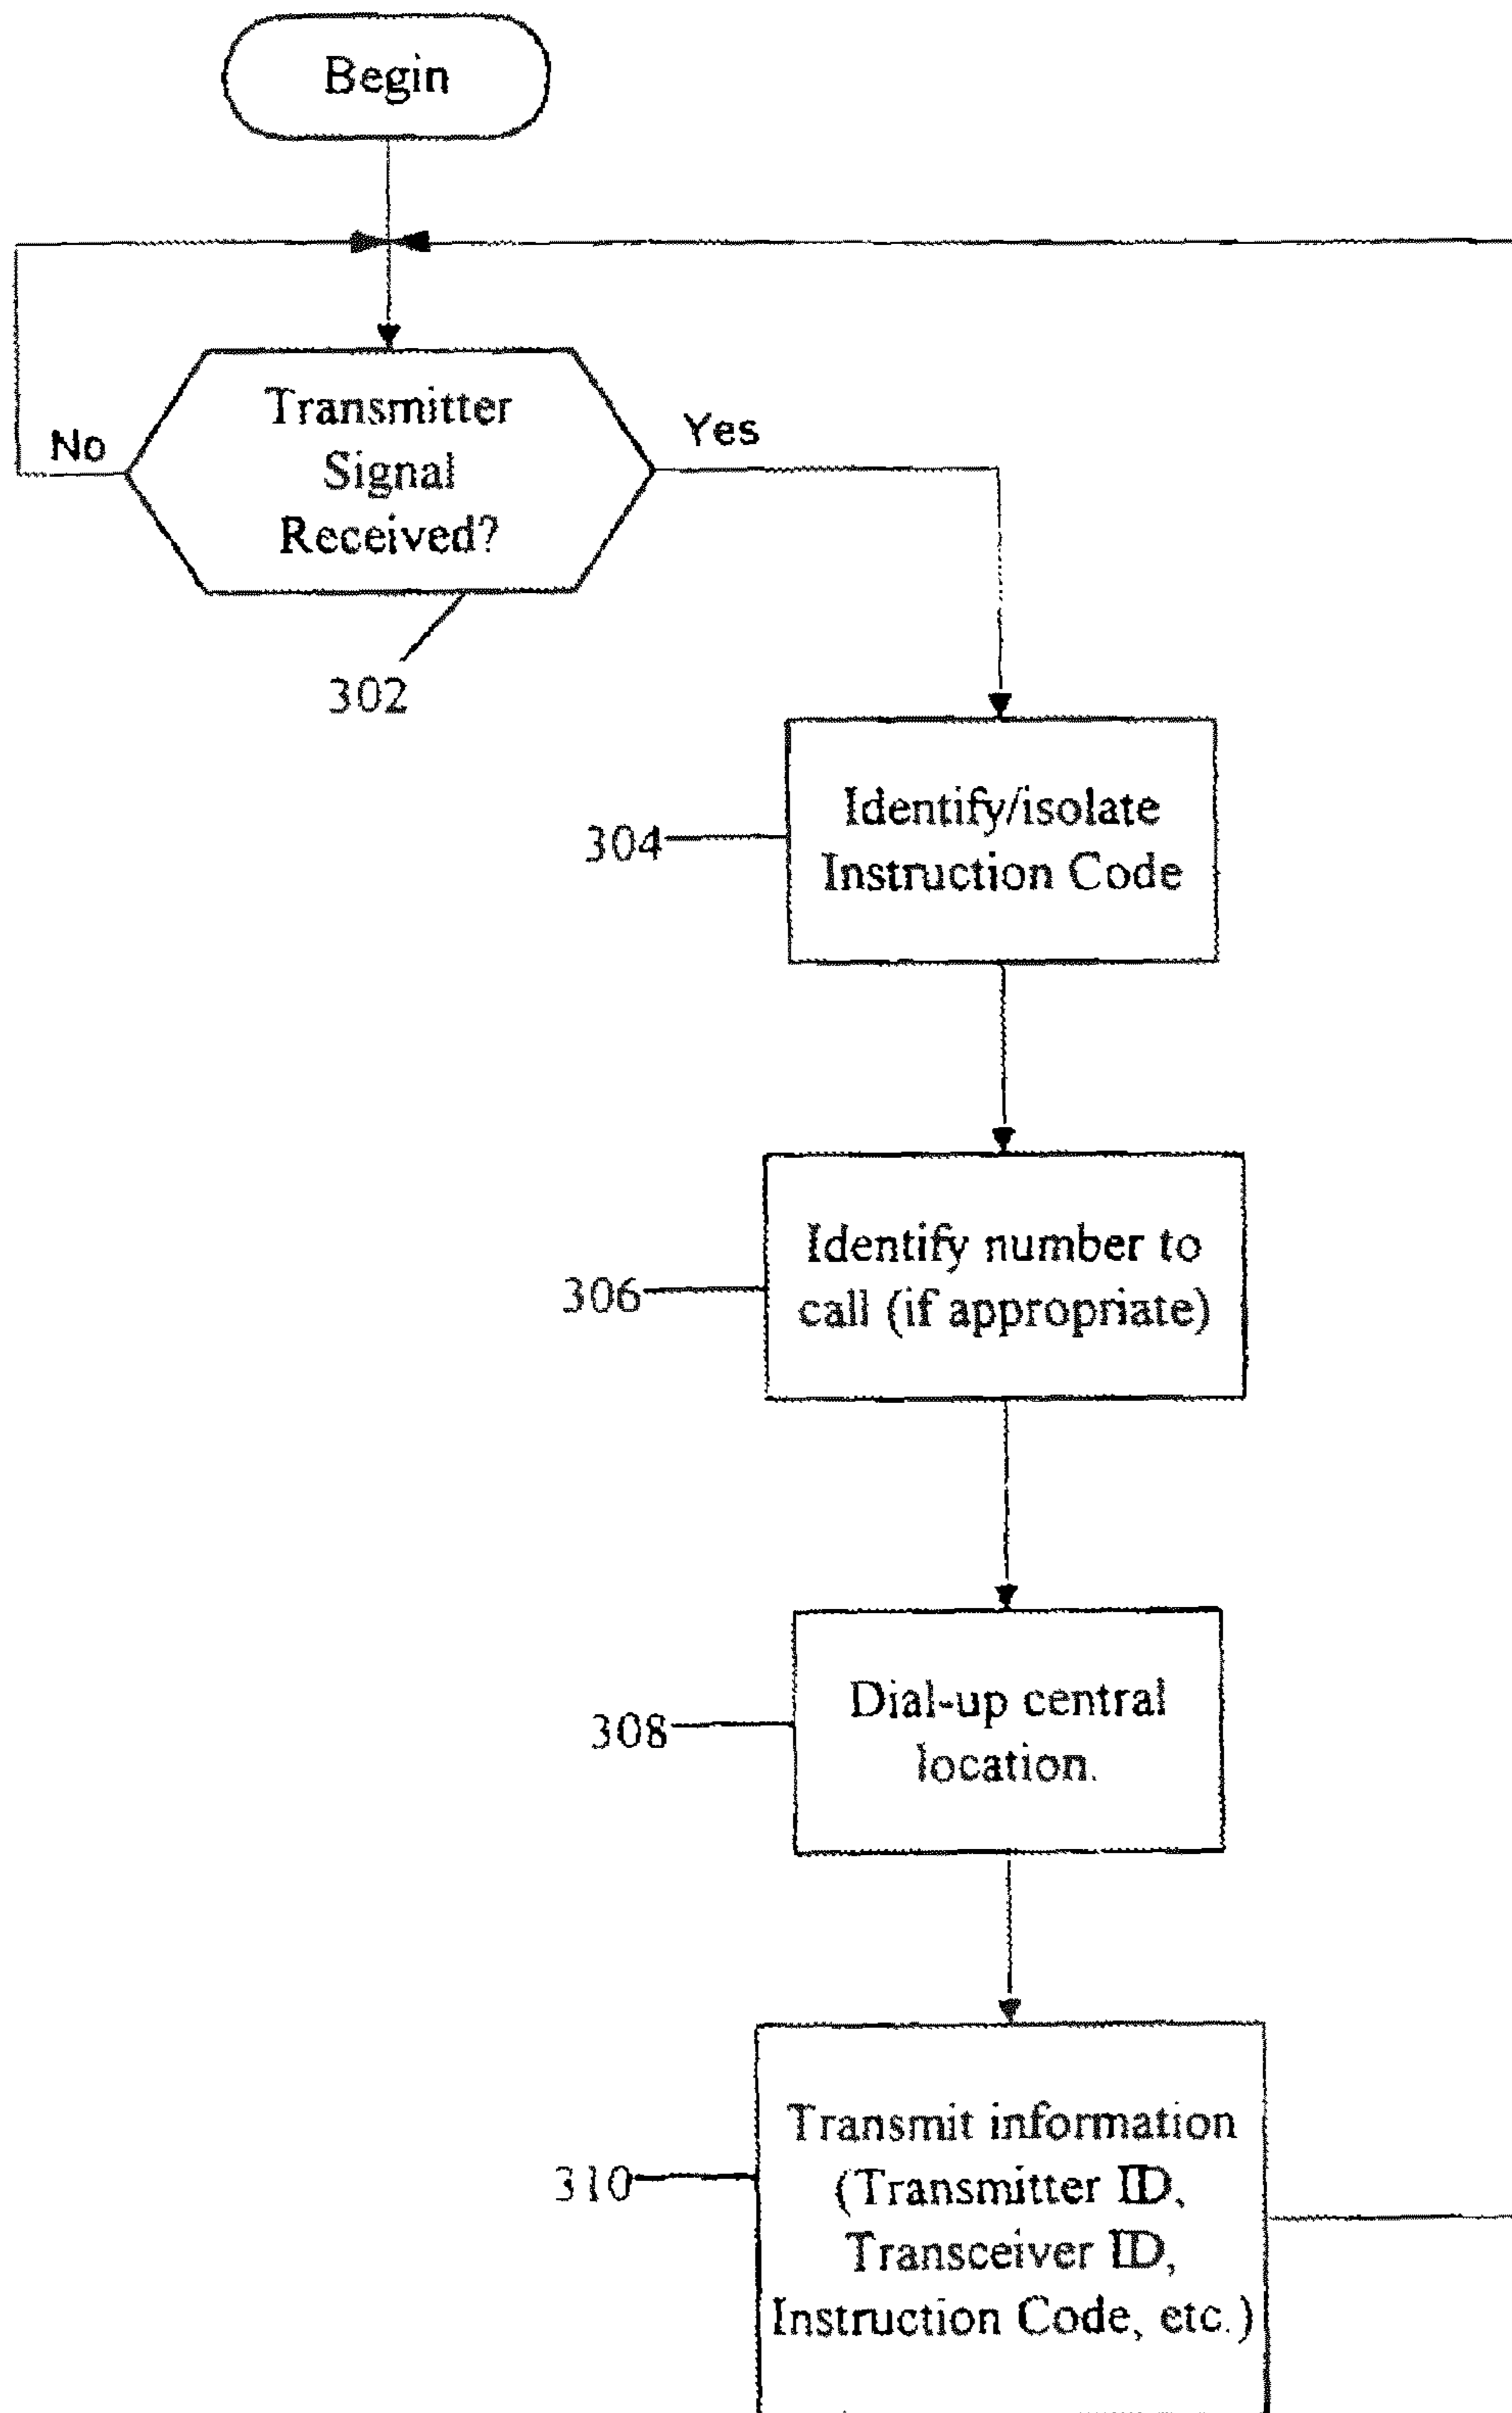 Begin
Transmitter
Signal
Received?
No
Yes
302
Identify/isolate
Instruction Code
304
Identify number to
call (if appropriate)
306
Dial-up central
location.
308
Transmit information
(Transmitter ID,
Transceiver ID,
Instruction Code, etc.)
310